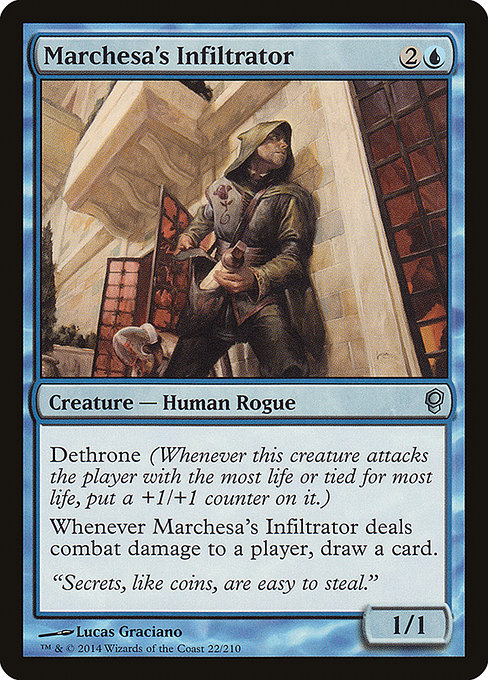 Marchesa's Infiltrator 2
Creature — Human Rogue
Dethrone (Whenever this creature attacks
the player with the most life or tied for most
life, put a +1/+1 counter on it.)
Whenever Marchesa's Infiltrator deals
combat damage to a player, draw a card.
“Secrets, like coins, are easy to steal.”
1/1
Lucas Graciano
™ & © 2014 Wizards of the Coast 22/210